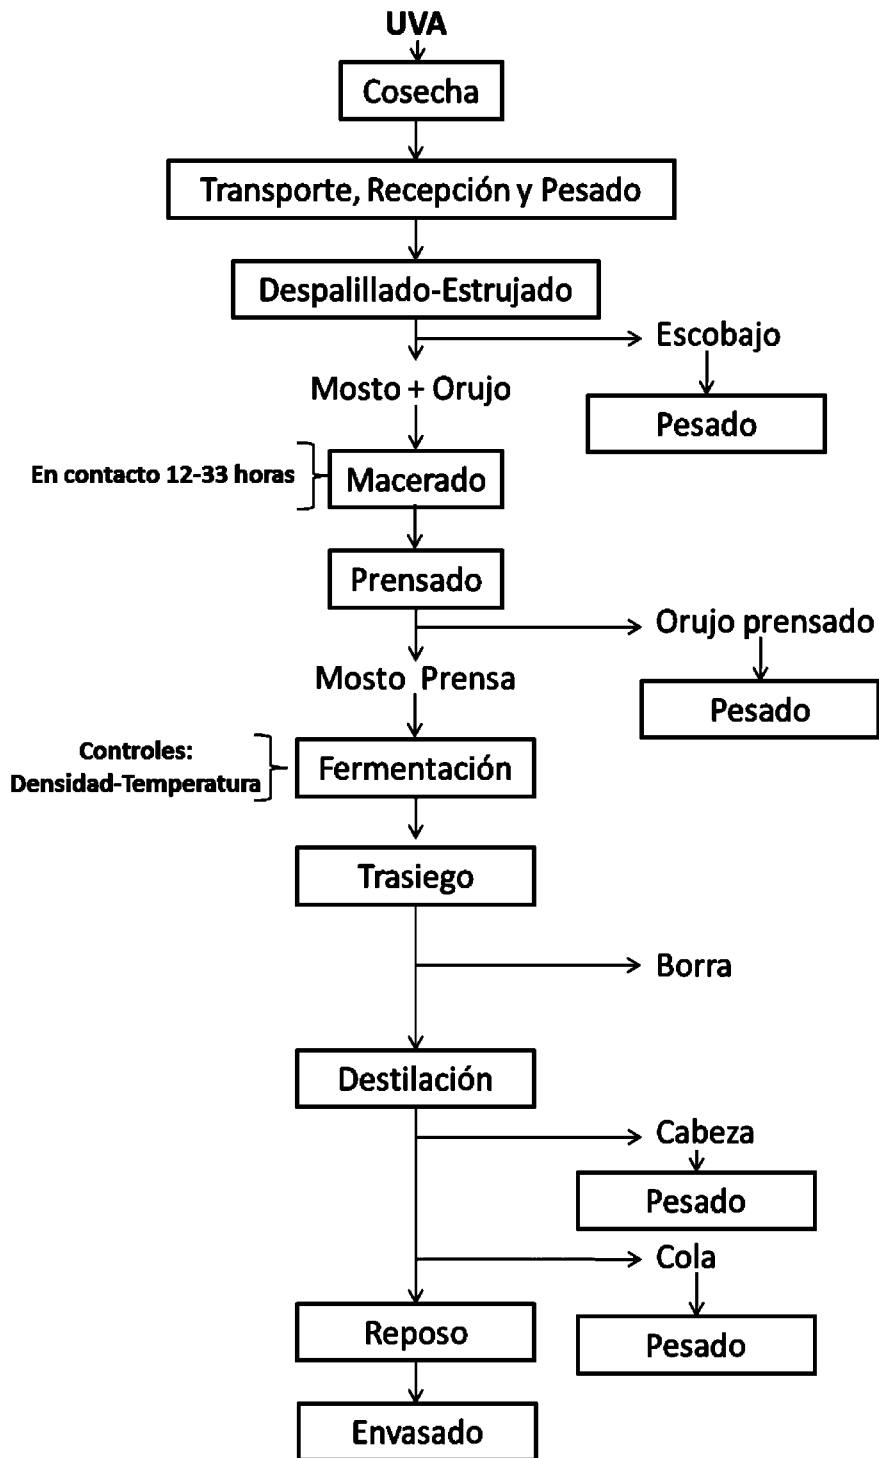 UVA
Cosecha
Transporte, Recepción y Pesado
Despalillado-Estrujado
Escobajo
Mosto + Orujo
Pesado
En contacto 12-33 horas
Macerado
Prensado
Orujo prensado
Mosto Prensa
Pesado
Controles:
Densidad-Temperatura
Fermentación
Trasiego
Borra
Destilación
Cabeza
Pesado
Cola
Reposo
Pesado
Envasado